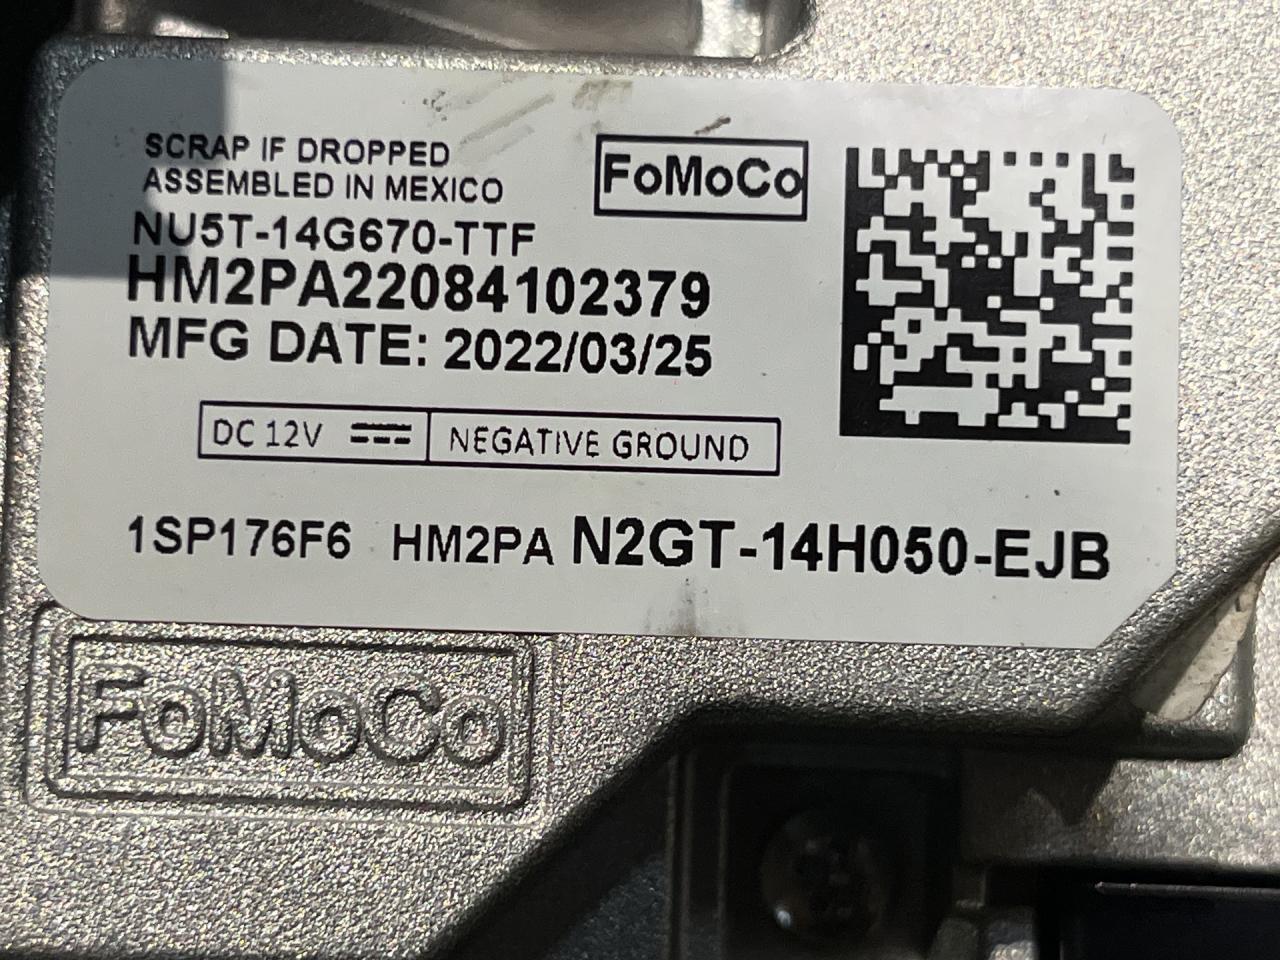 SCRAP IF DROPPED
ASSEMBLED IN MEXICO
FoMoCo
NU5T-14G670-TTF
HM2PA22084102379
MFG DATE: 2022/03/25
DC 12V NEGATIVE GROUND
1SP176F6 HM2PA N2GT-14H050-EJB
FoMoCo